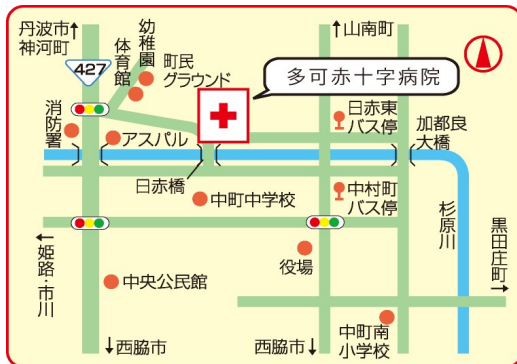 丹波市
神河町
427
幼稚園
体育館
町民
グラウンド
山南町
多可赤十字病院
消防署
アスパル
日赤東
バス停
加都良
大橋
日赤橋
中町中学校
中村町
バス停
杉原川
黒田庄町
姫路・市川
役場
中央公民館
西脇市
西脇市
中町南
小学校